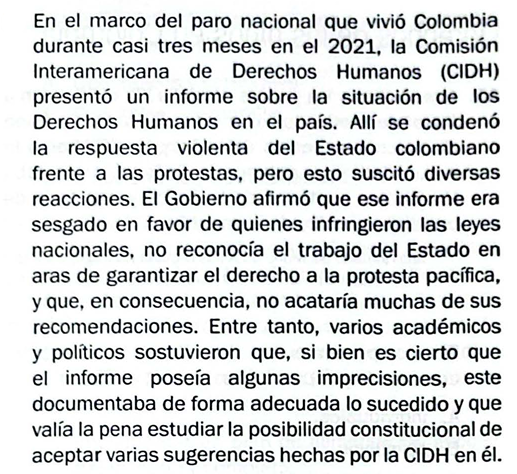 En el marco del paro nacional que vivió Colombia
durante casi tres meses en el 2021, la Comisión
Interamericana de Derechos Humanos (CIDH)
presentó un informe sobre la situación de los
Derechos Humanos en el país. Allí se condenó
la respuesta violenta del Estado colombiano
frente a las protestas, pero esto suscitó diversas
reacciones. El Gobierno afirmó que ese informe era
sesgado en favor de quienes infringieron las leyes
nacionales, no reconocía el trabajo del Estado en
aras de garantizar el derecho a la protesta pacífica,
y que, en consecuencia, no acataría muchas de sus
recomendaciones. Entre tanto, varios académicos
y políticos sostuvieron que, si bien es cierto que
el informe poseía algunas imprecisiones, este
documentaba de forma adecuada lo sucedido y que
valía la pena estudiar la posibilidad constitucional de
aceptar varias sugerencias hechas por la CIDH en él.